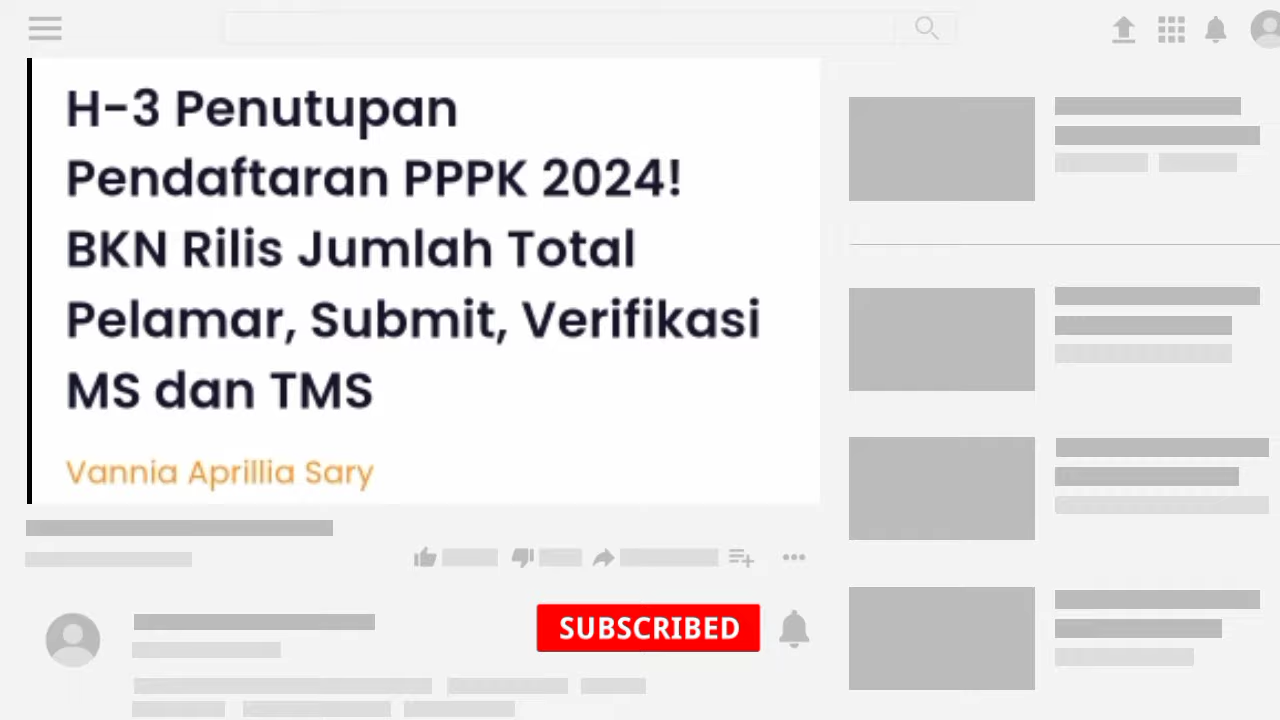 H-3 Penutupan
Pendaftaran PPPK 2024!
BKN Rilis Jumlah Total
Pelamar, Submit, Verifikasi
MS dan TMS
Vannia Aprillia Sary
SUBSCRIBED